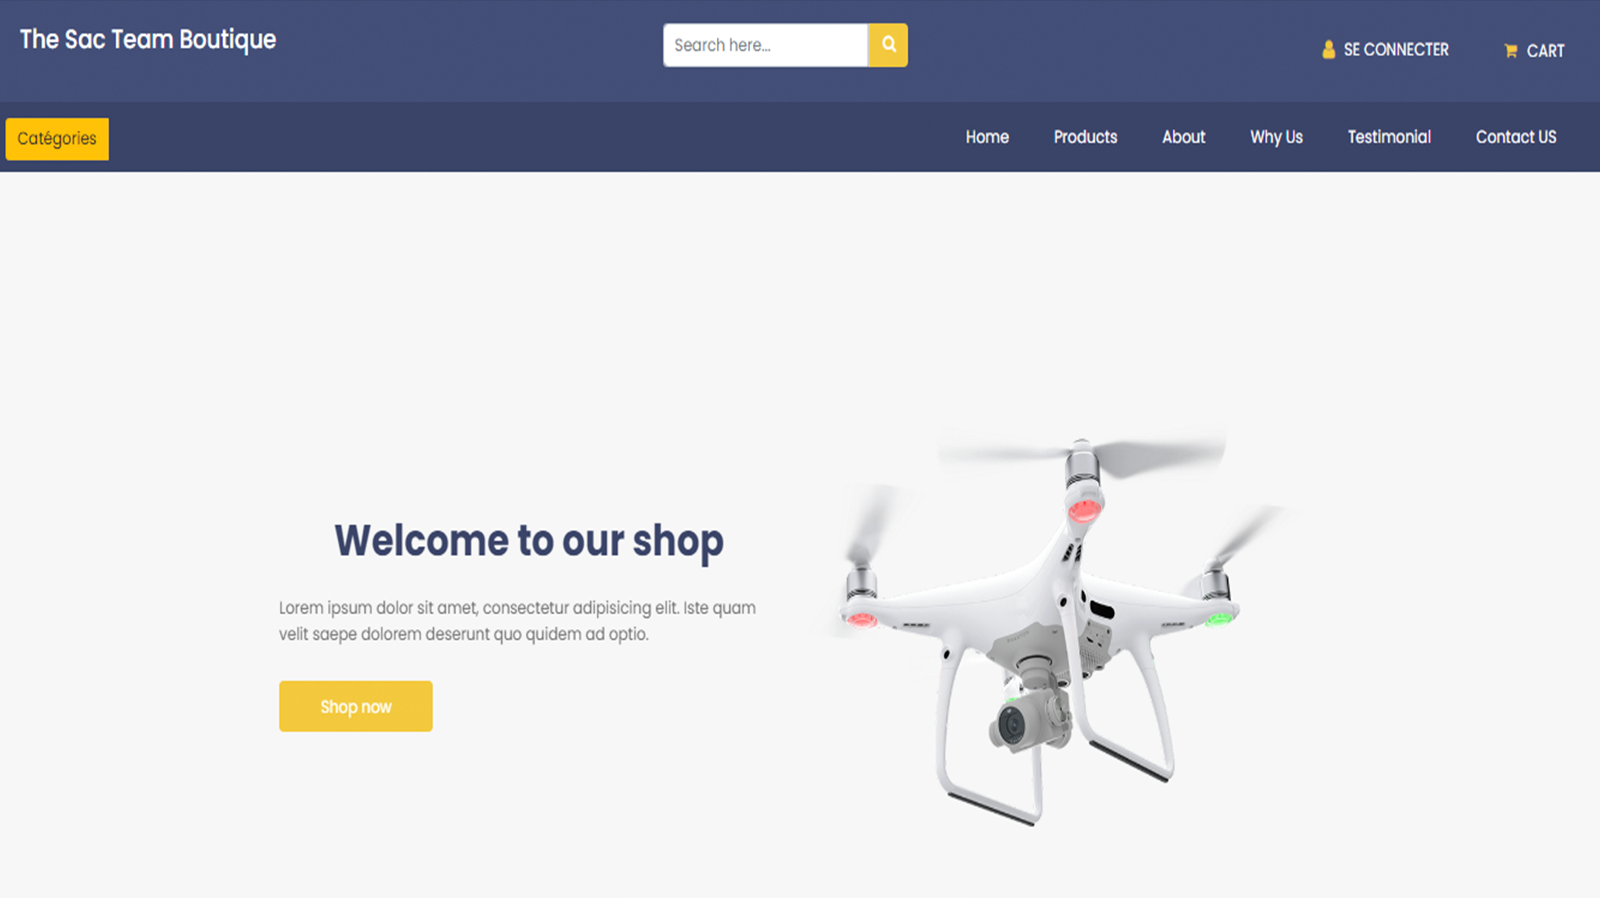 The Sac Team Boutique
Search here...
SE CONNECTER
CART
Catégories
Home
Products
About
Why Us
Testimonial
Contact US
Welcome to our shop
Lorem ipsum dolor sit amet, consectetur adipisicing elit. Iste quam
velit saepe dolorem deserunt quo quidem ad optio.
Shop now